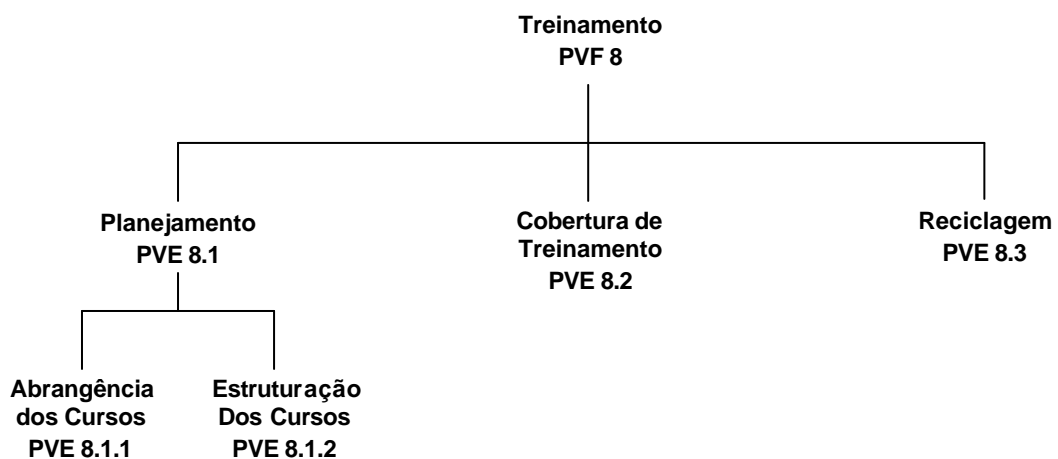 Treinamento
PVF 8
Planejamento
PVE 8.1
Cobertura de
Treinamento
PVE 8.2
Reciclagem
PVE 8.3
Abrangência
dos Cursos
PVE 8.1.1
Estruturação
Dos Cursos
PVE 8.1.2